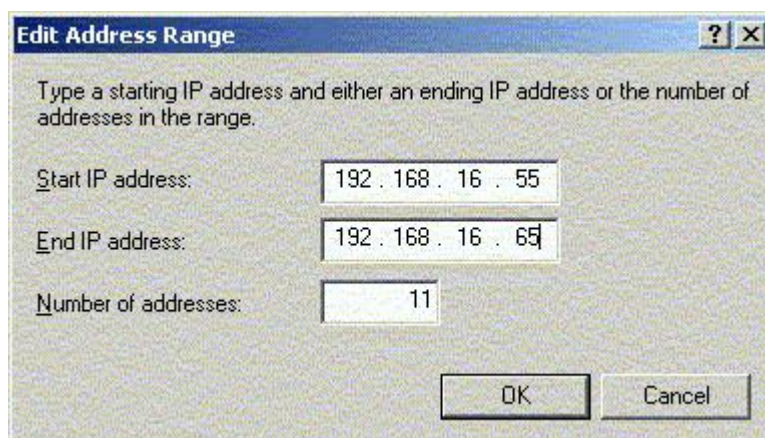 Edit Address Range
Type a starting IP address and either an ending IP address or the number of
addresses in the range.
Start IP address: 192 . 168 . 16 . 55
End IP address: 192 . 168 . 16 . 65
Number of addresses: 11
OK Cancel